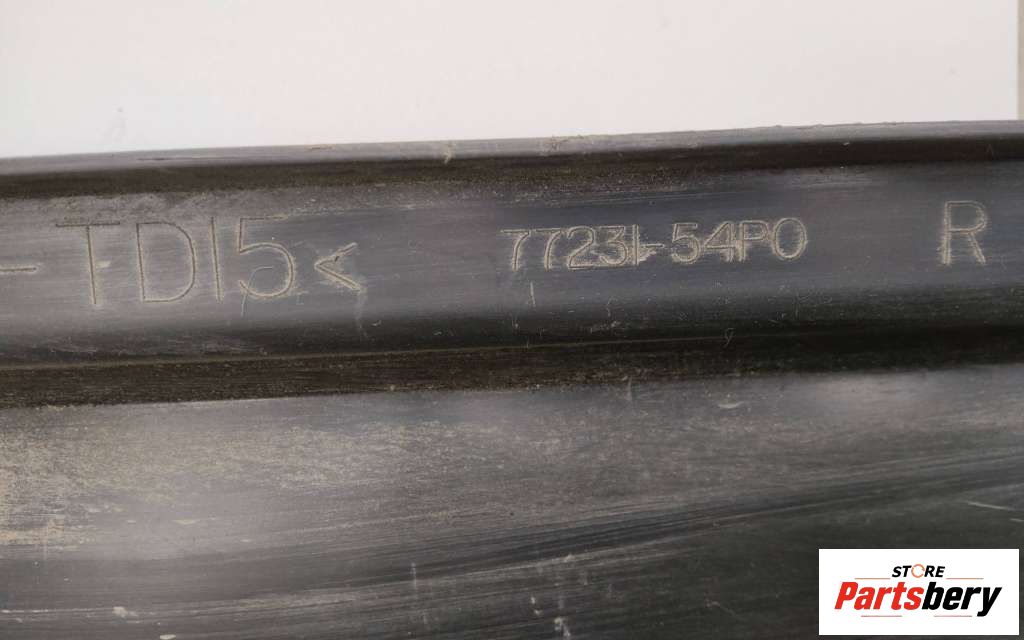 -TD15<
77231-54P0
R
STORE
Partsbery